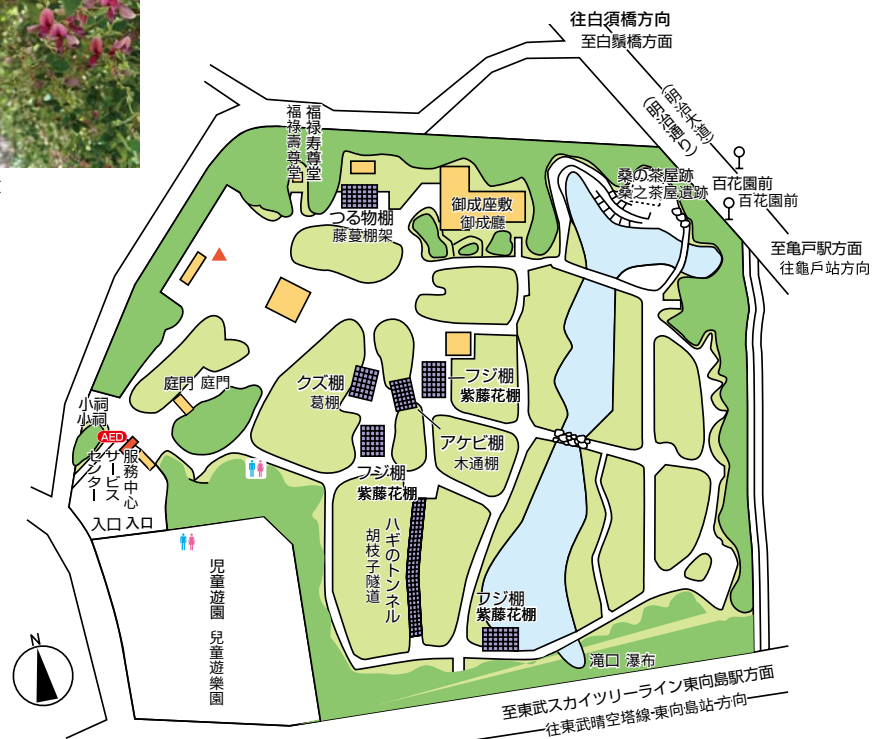 往白須橋方向
至白鬚橋方面
(明治大道)
(明治通り)
福禄寿尊堂
福祿壽尊堂
桑の茶屋跡
桑之茶屋遺跡
百花園前
百花園前
つる物棚
藤蔓棚架
御成座敷
御成廳
至亀戸駅方面
往龜戶站方向
クズ棚
葛棚
フジ棚
紫藤花棚
庭門 庭門
小祠
小祠
AED
アケビ棚
木通棚
服務中心
サービス
センター
フジ棚
紫藤花棚
入口 入口
ハギのトンネル
胡枝子隧道
児童遊園 兒童遊樂園
フジ棚
紫藤花棚
N
滝口 瀑布
至東武スカイツリーライン東向島駅方面
往東武晴空塔線 東向島站 方向